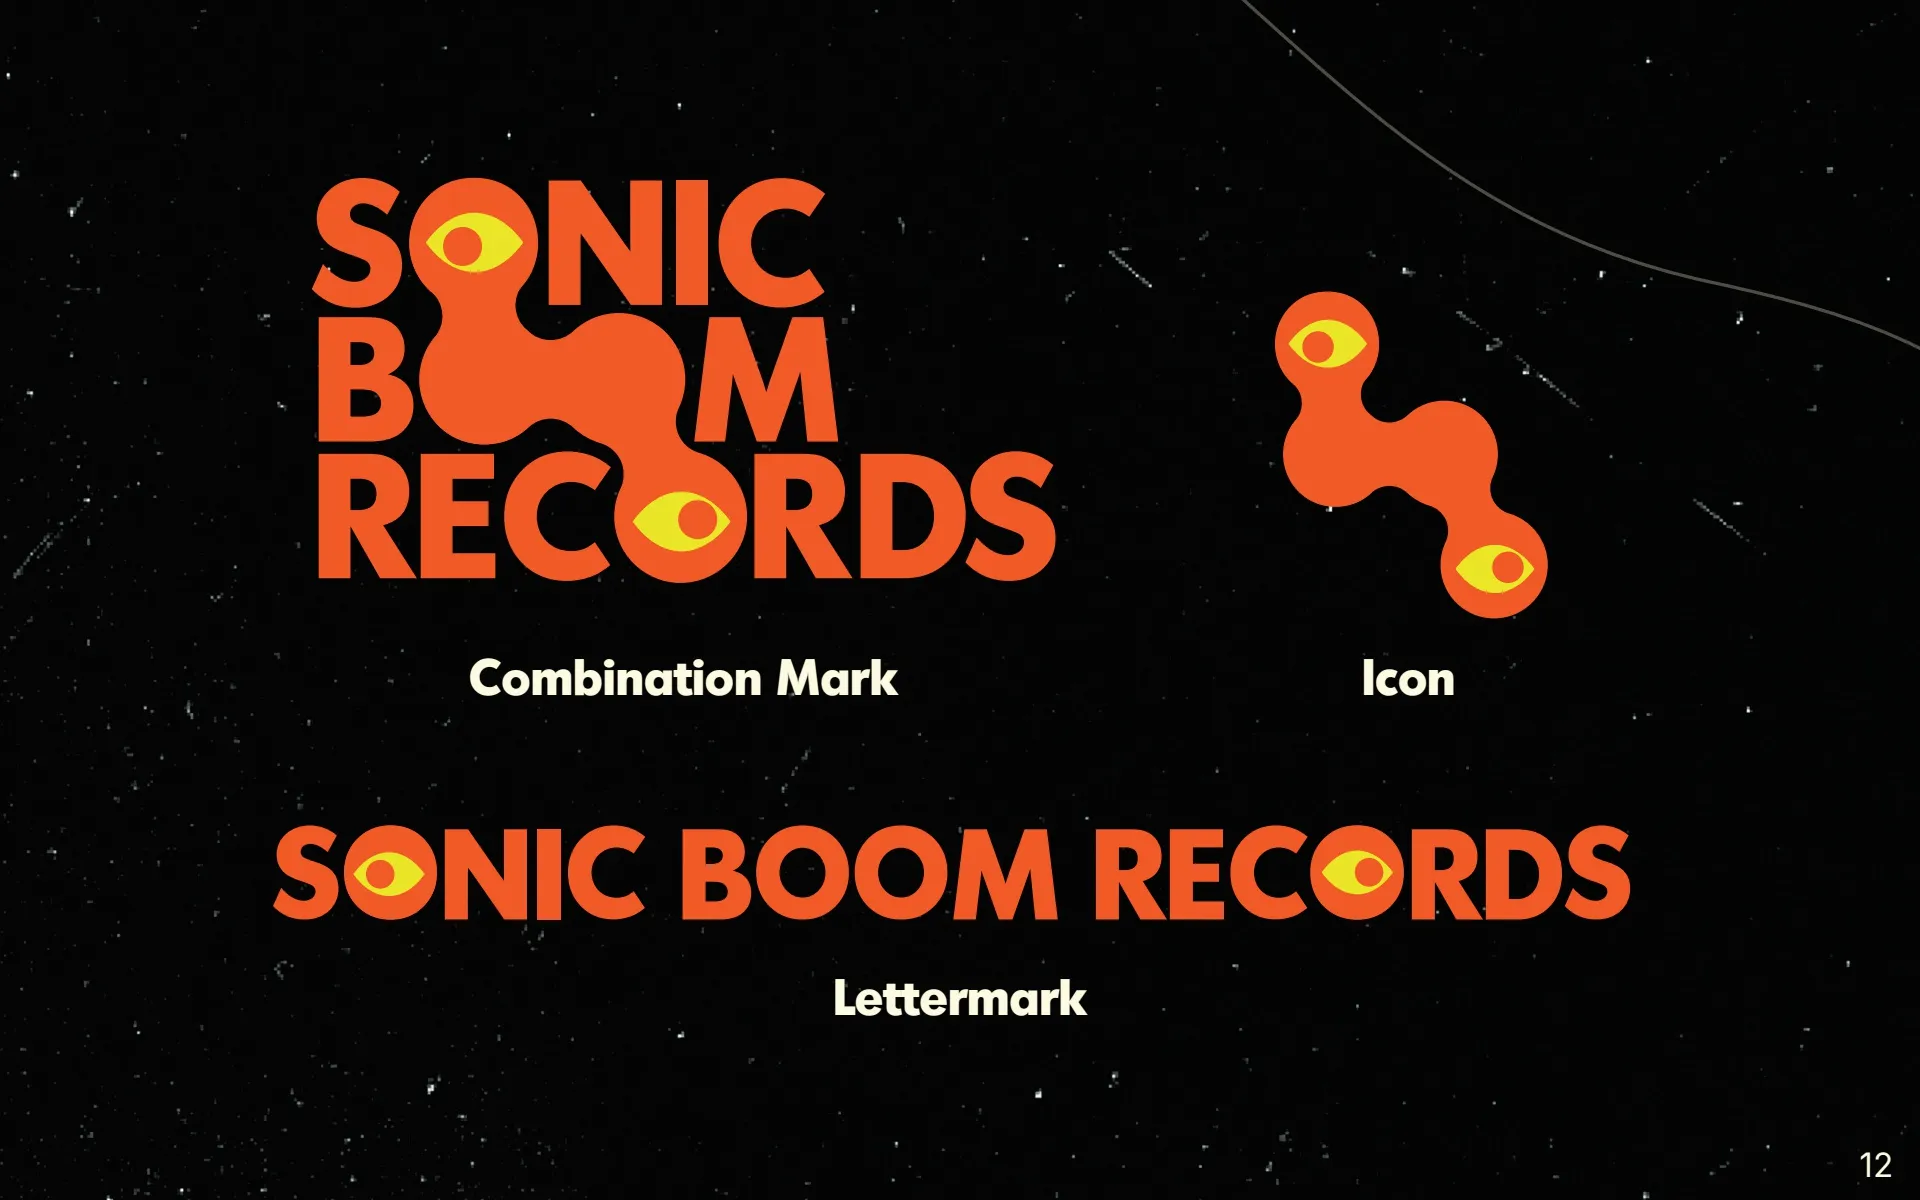 SONIC
BOOM
RECORDS
Combination Mark
Icon
SONIC BOOM RECORDS
Lettermark
12